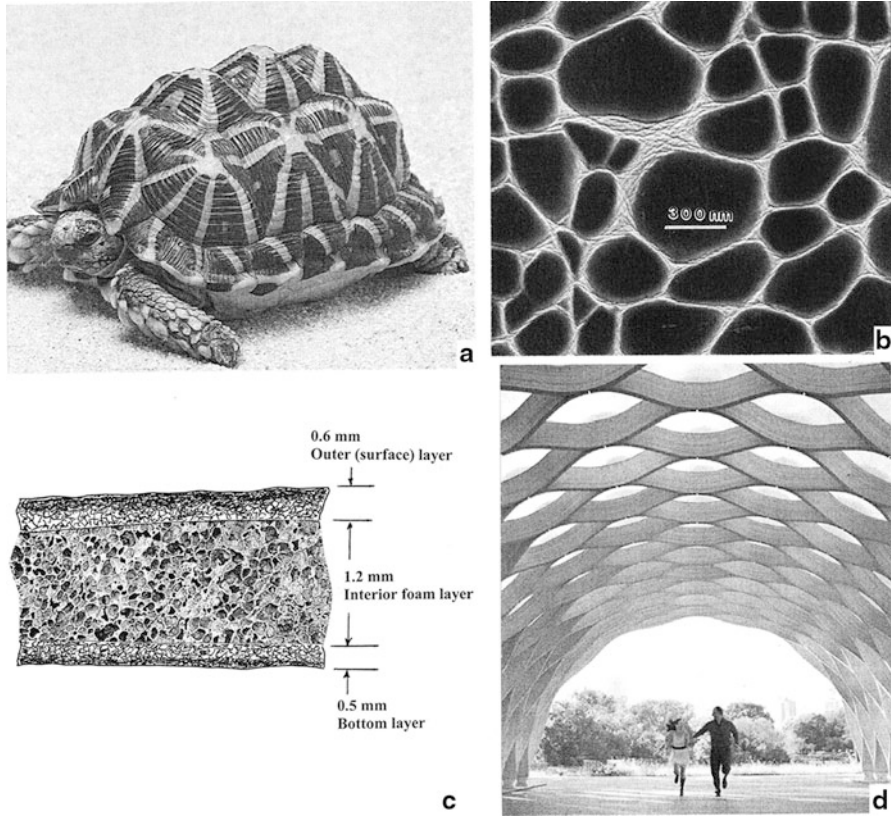 a
300 nm
b
0.6 mm
Outer (surface) layer
1.2 mm
Interior foam layer
0.5 mm
Bottom layer
c
d